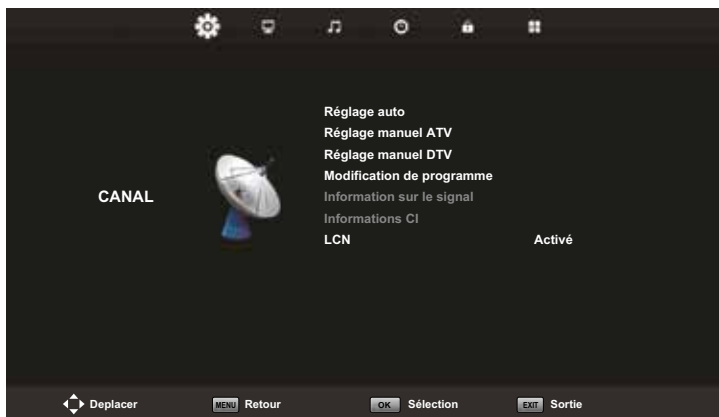 Réglage auto
Réglage manuel ATV
Réglage manuel DTV
Modification de programme
CANAL
Information sur le signal
Informations CI
LCN Activé
Deplacer MENU Retour OK Sélection EXIT Sortie